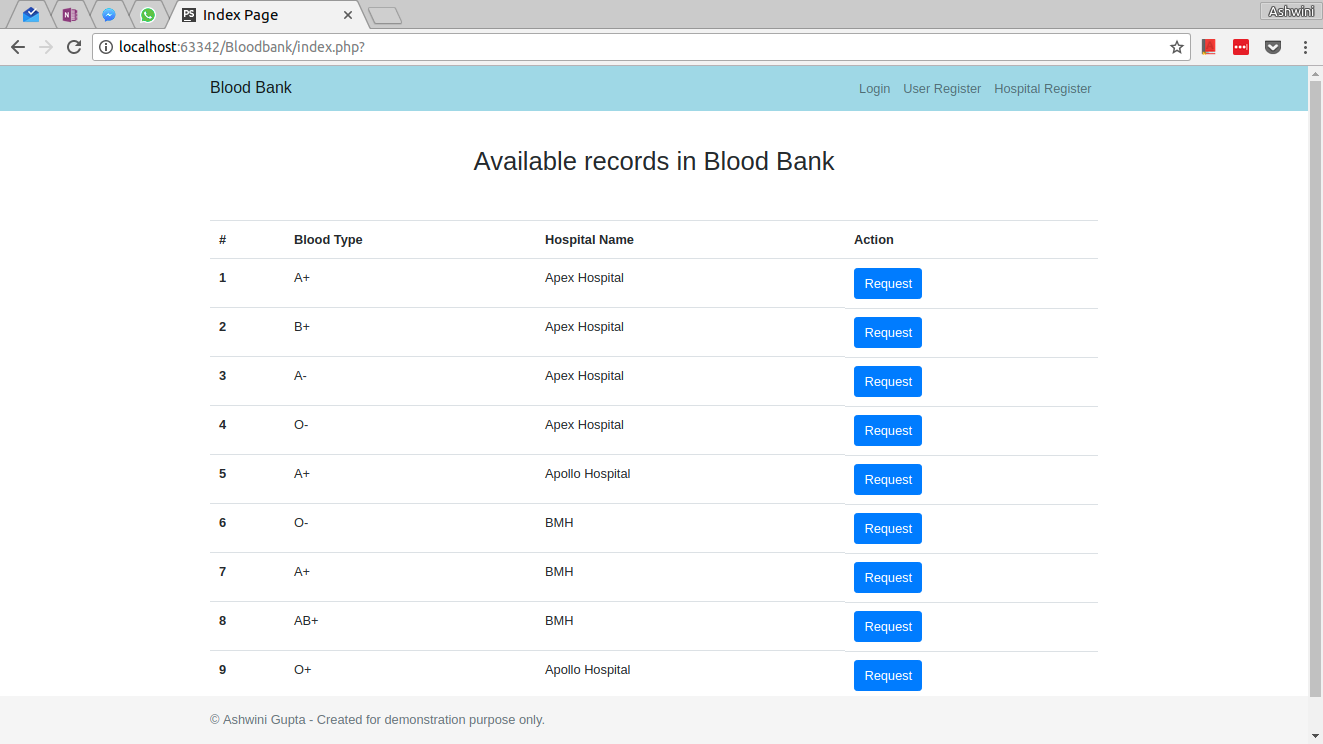 Index Page
Ashwini
localhost:63342/Bloodbank/index.php?
Blood Bank Login User Register Hospital Register
Available records in Blood Bank
# Blood Type Hospital Name Action
1 A+ Apex Hospital Request
2 B+ Apex Hospital Request
3 A- Apex Hospital Request
4 O- Apex Hospital Request
5 A+ Apollo Hospital Request
6 O- BMH Request
7 A+ BMH Request
8 AB+ BMH Request
9 O+ Apollo Hospital Request
© Ashwini Gupta - Created for demonstration purpose only.